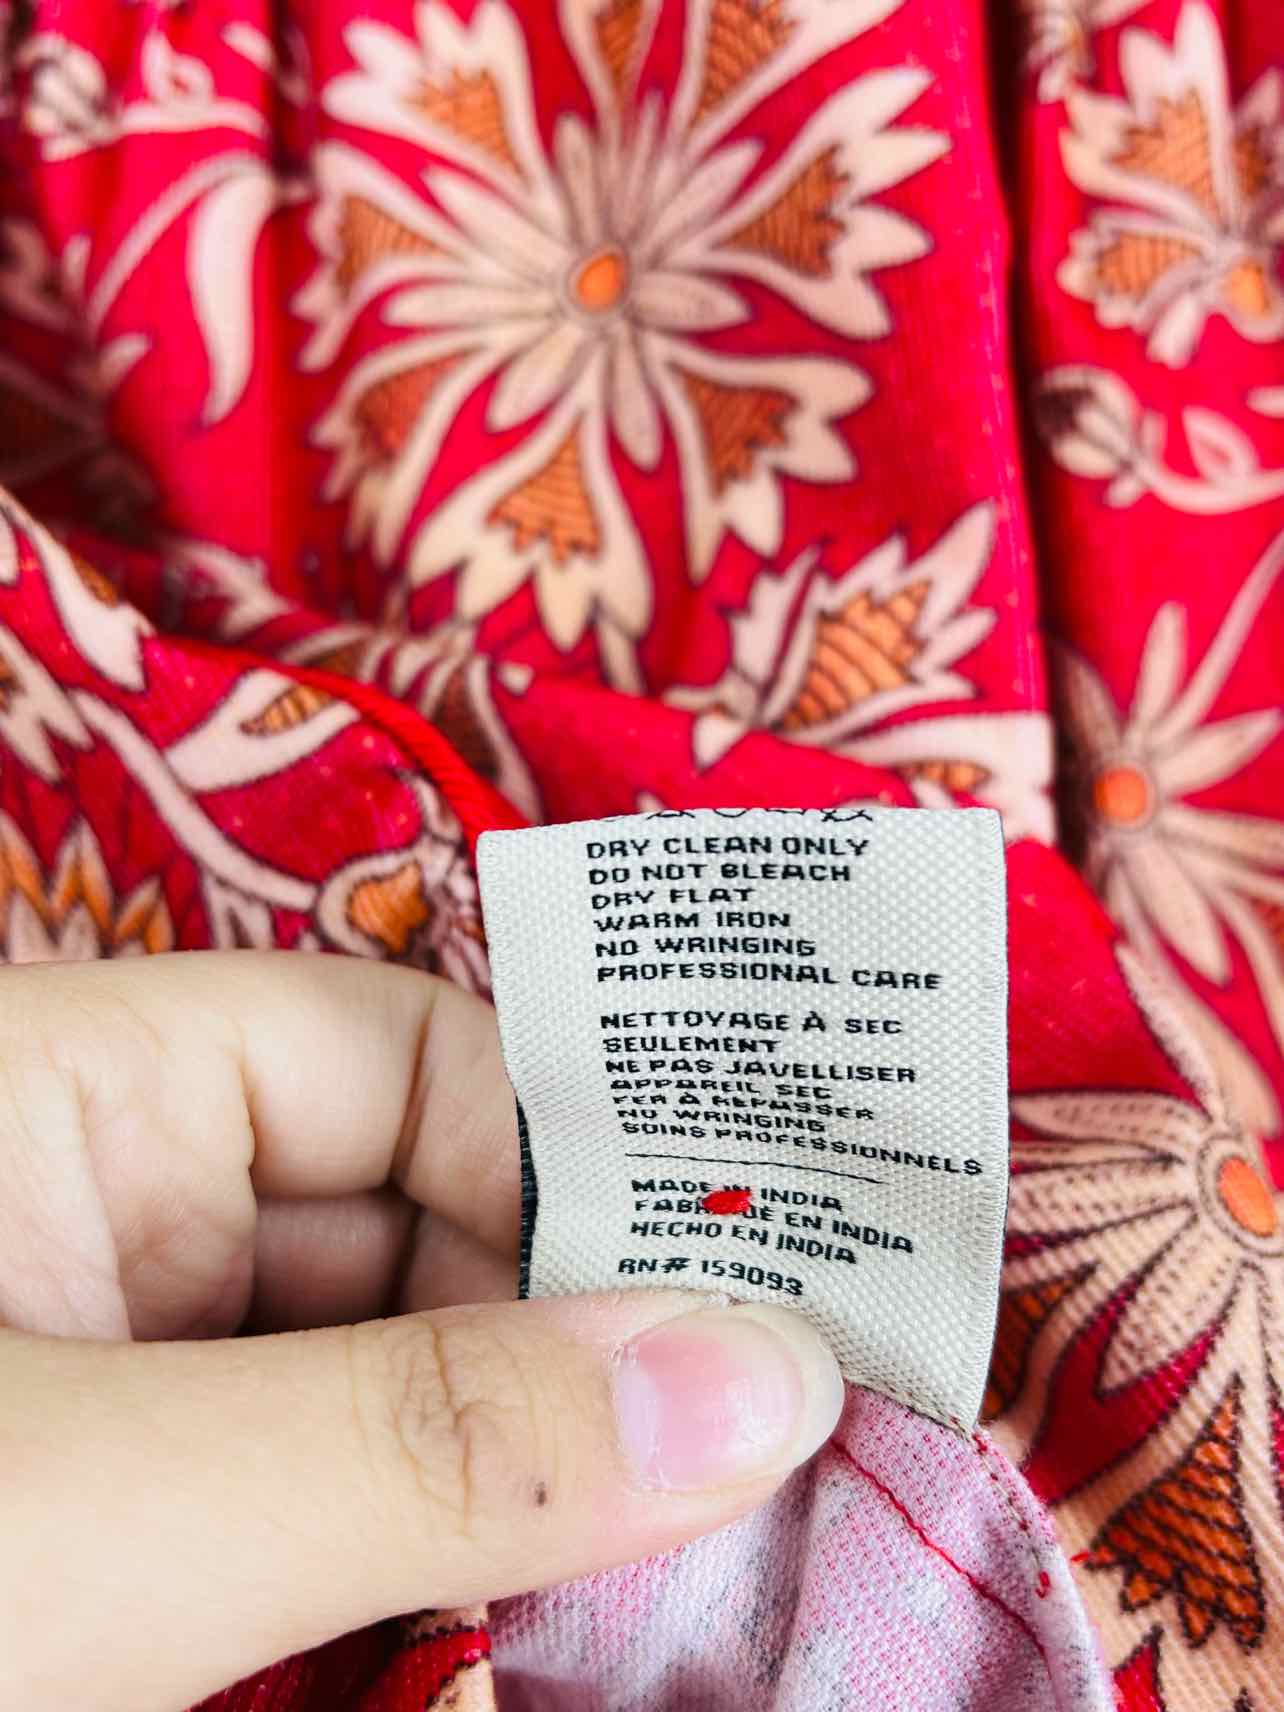 DRY CLEAN ONLY
DO NOT BLEACH
DRY FLAT
WARM IRON
NO WRINGING
PROFESSIONAL CARE
NETTOYAGE À SEC
SEULEMENT
NE PAS JAVELLISER
APPAREIL SEC
FER À REPASSER
NO WRINGING
SOINS PROFESSIONNELS
MADE IN INDIA
EN INDIA
HECHO EN INDIA
RN# 159093